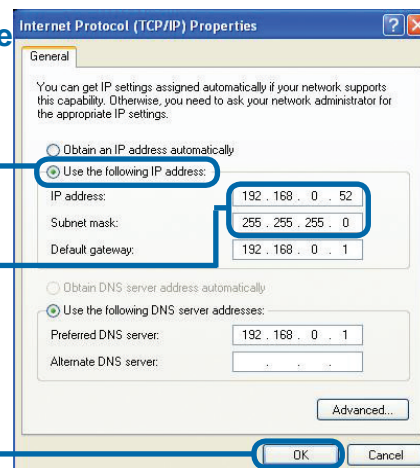 e
Internet Protocol (TCP/IP) Properties
General
You can get IP settings assigned automatically if your network supports
this capability. Otherwise, you need to ask your network administrator for
the appropriate IP settings.
Obtain an IP address automatically
Use the following IP address:
IP address: 192 . 168 . 0 . 52
Subnet mask: 255 . 255 . 255 . 0
Default gateway: 192 . 168 . 0 . 1
Obtain DNS server address automatically
Use the following DNS server addresses:
Preferred DNS server: 192 . 168 . 0 . 1
Alternate DNS server: . . .
Advanced...
OK Cancel